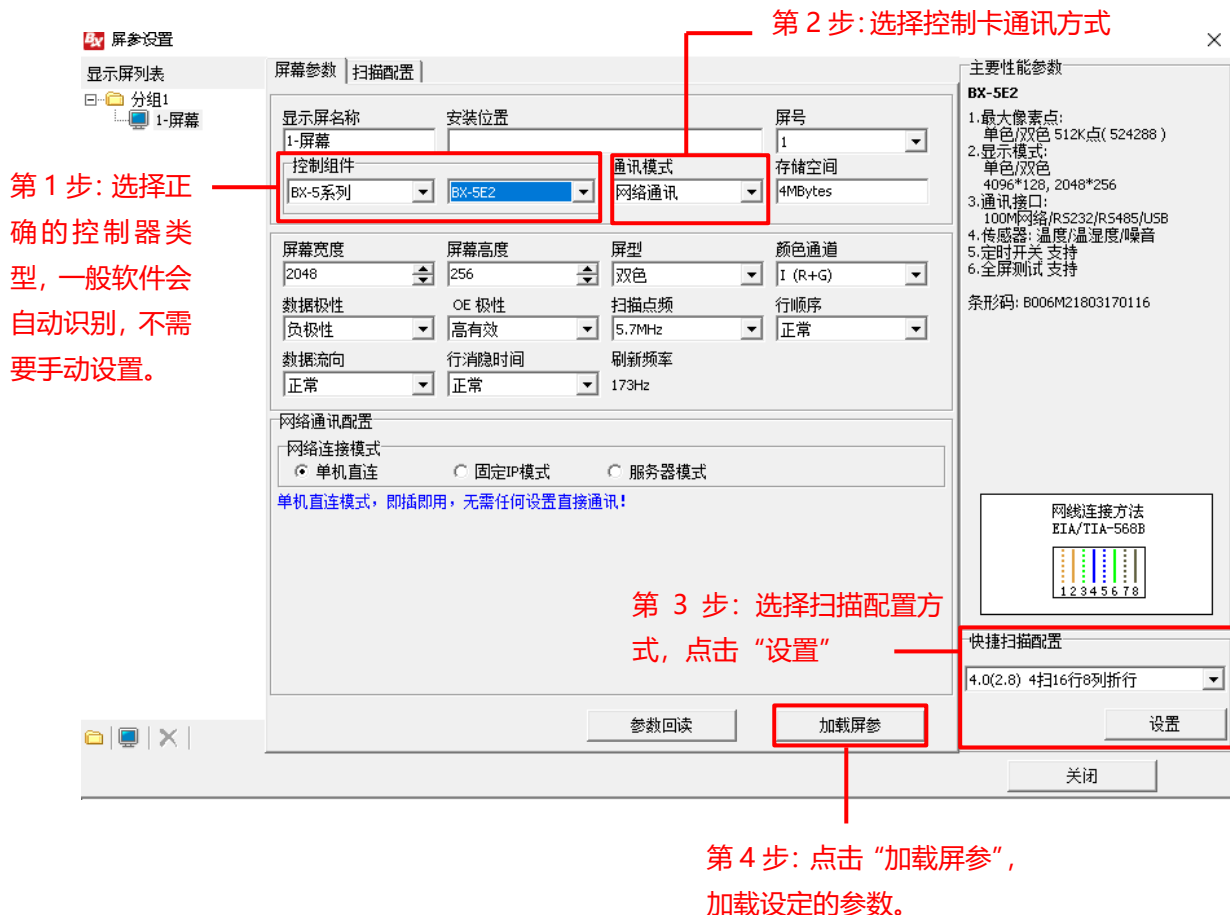 第 2 步：选择控制卡通讯方式
BX 屏参设置
显示屏列表
分组1
1-屏幕
第 1 步：选择正
确的控制器类
型，一般软件会
自动识别，不需
要手动设置。
屏幕参数 扫描配置
显示屏名称 安装位置 屏号
1-屏幕 1
控制组件 通讯模式 存储空间
BX-5系列 BX-5E2 网络通讯 4MBytes
屏幕宽度 屏幕高度 屏型 颜色通道
2048 256 双色 I (R+G)
数据极性 OE 极性 扫描点频 行顺序
负极性 高有效 5.7MHz 正常
数据流向 行消隐时间 刷新频率
正常 正常 173Hz
网络通讯配置
网络连接模式
单机直连 固定IP模式 服务器模式
单机直连模式，即插即用，无需任何设置直接通讯!
主要性能参数
BX-5E2
1.最大像素点:
单色/双色 512K点( 524288 )
2.显示模式:
单色/双色
4096*128, 2048*256
3.通讯接口:
100M网络/RS232/RS485/USB
4.传感器: 温度/温湿度/噪音
5.定时开关 支持
6.全屏测试 支持
条形码: B006M21803170116
网线连接方法
EIA/TIA-568B
12345678
第 3 步：选择扫描配置方
式，点击“设置”
快捷扫描配置
4.0(2.8) 4扫16行8列折行
设置
参数回读 加载屏参
关闭
第 4 步：点击“加载屏参”，
加载设定的参数。